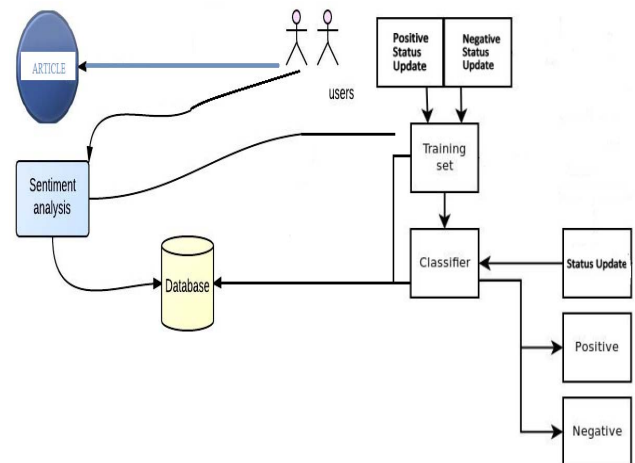 ARTICLE
users
Positive
Status
Update
Negative
Status
Update
Training
set
Sentiment
analysis
Classifier
Status Update
Database
Positive
Negative